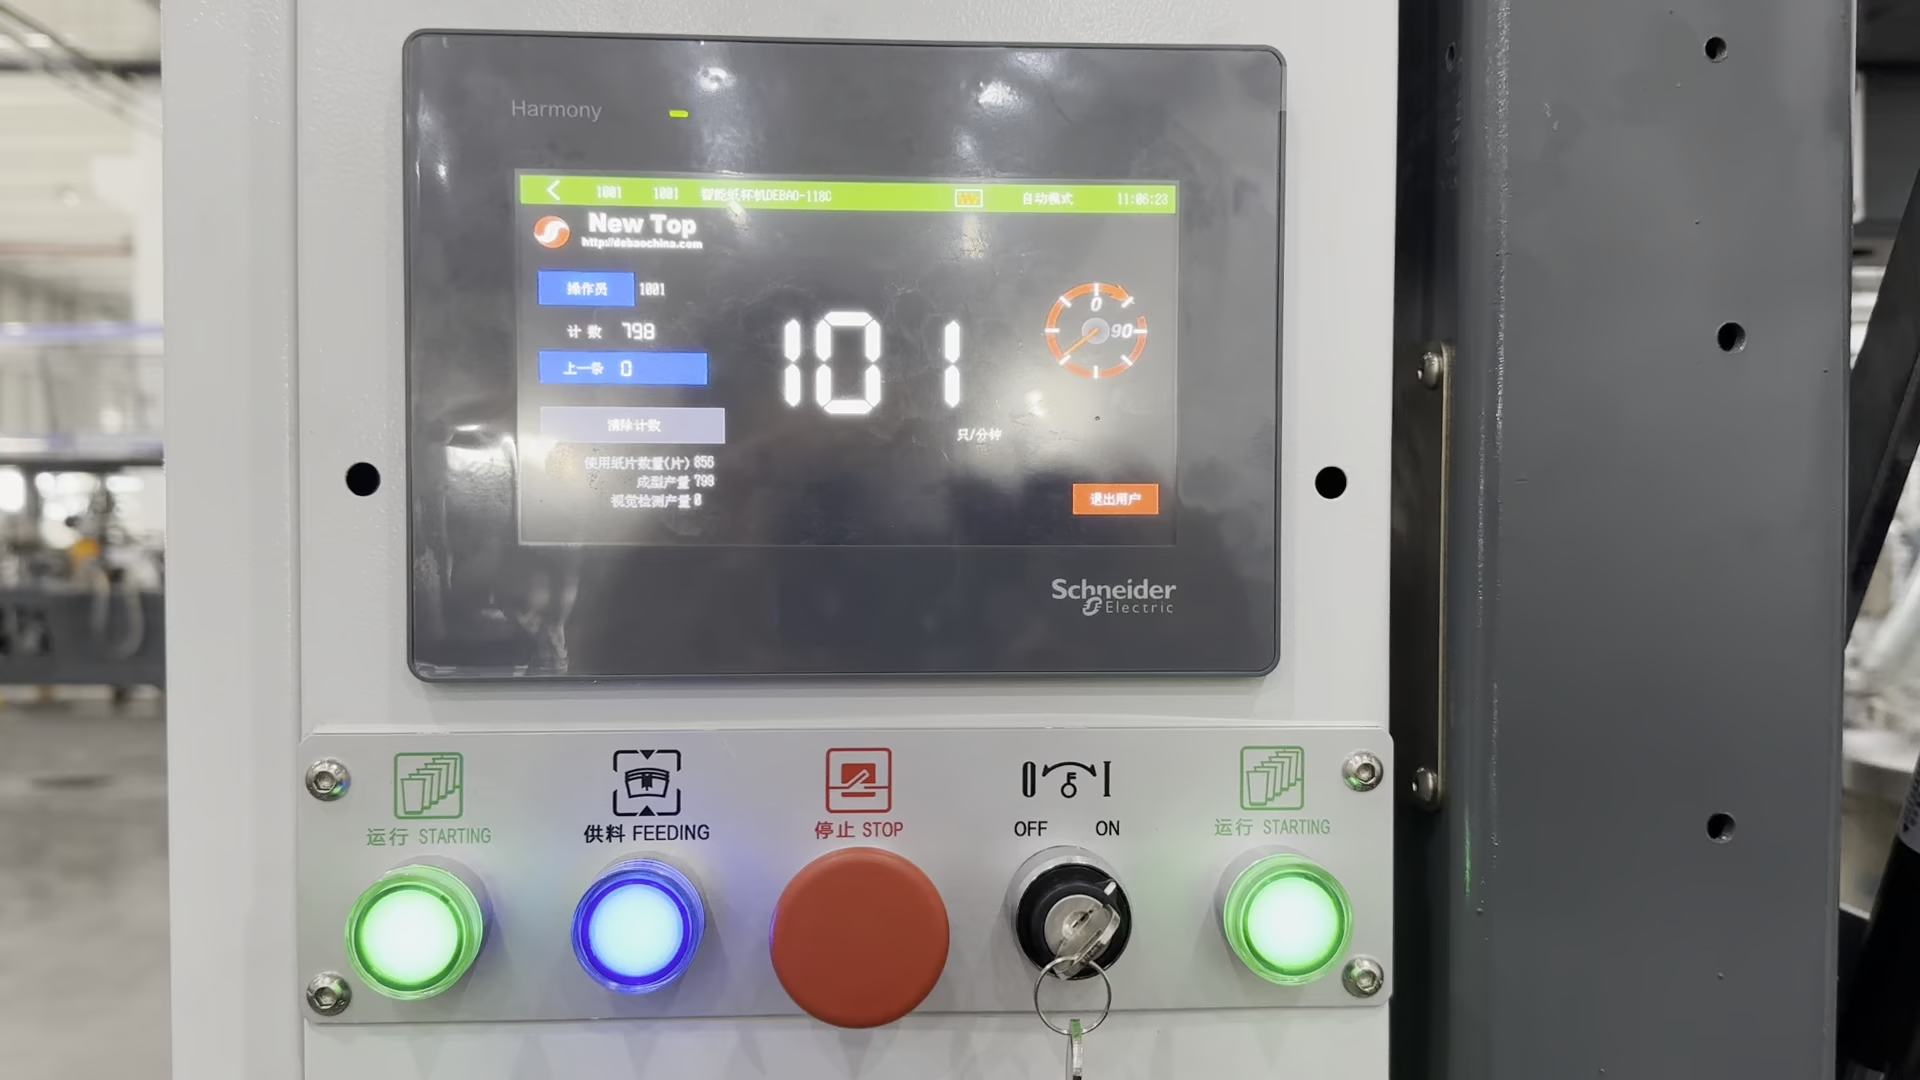 Harmony
1001 1001 智能纸杯机DEBAO-118C 自动模式 11:06:23
New Top
http://debaochina.com
操作员 1001
计数 798
上一条 0
清除计数
使用纸片数量(片) 856
成型产量 798
视觉检测产量 0
101
只/分钟
0
90
退出用户
Schneider
Electric
运行 STARTING
供料 FEEDING
停止 STOP
0 I
OFF ON
运行 STARTING